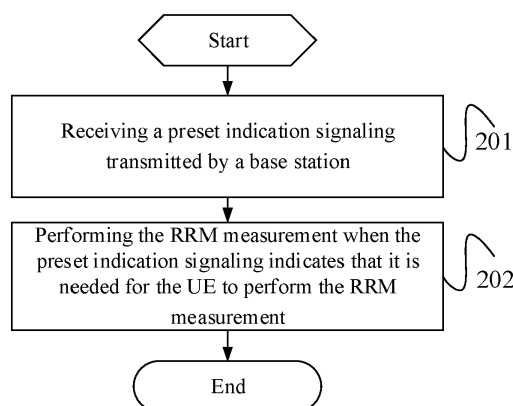 Start
Receiving a preset indication signaling
transmitted by a base station
201
Performing the RRM measurement when the
preset indication signaling indicates that it is
needed for the UE to perform the RRM
measurement
202
End